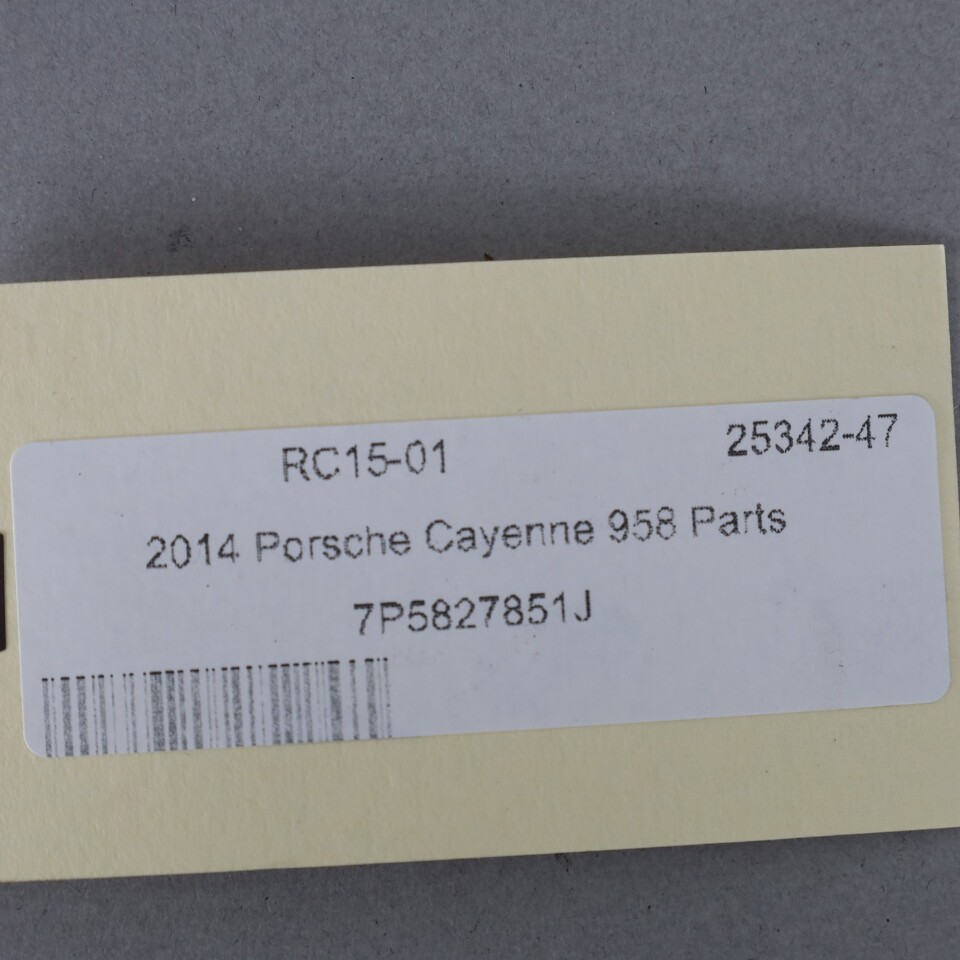 RC15-01 25342-47
2014 Porsche Cayenne 958 Parts
7P5827851J